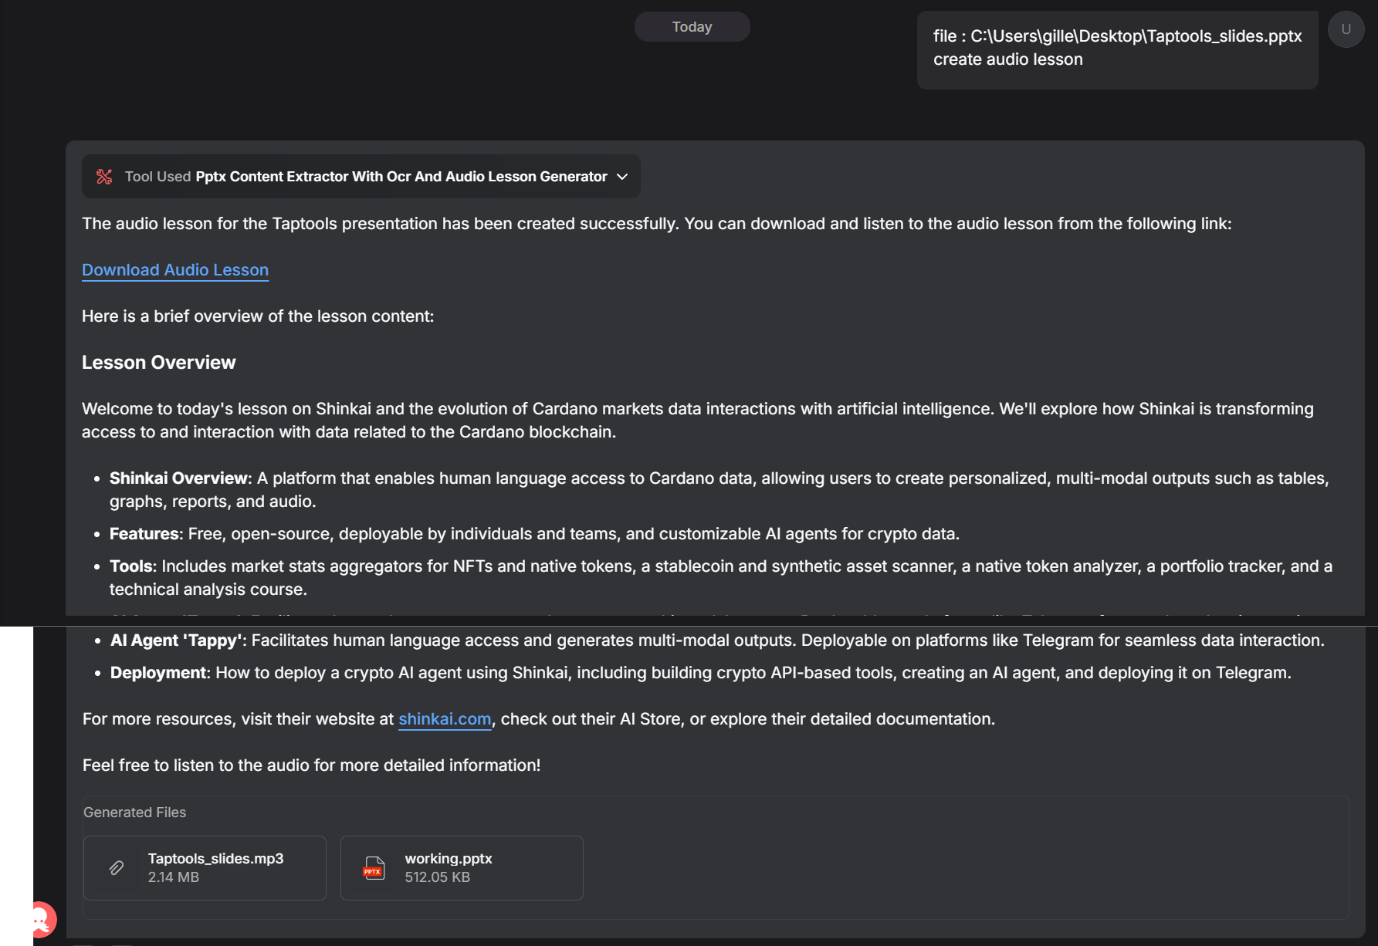 Today
file : C:\Users\gille\Desktop\Taptools_slides.pptx
create audio lesson
U
Tool Used Pptx Content Extractor With Ocr And Audio Lesson Generator
The audio lesson for the Taptools presentation has been created successfully. You can download and listen to the audio lesson from the following link:
Download Audio Lesson
Here is a brief overview of the lesson content:
Lesson Overview
Welcome to today's lesson on Shinkai and the evolution of Cardano markets data interactions with artificial intelligence. We'll explore how Shinkai is transforming
access to and interaction with data related to the Cardano blockchain.
• Shinkai Overview: A platform that enables human language access to Cardano data, allowing users to create personalized, multi-modal outputs such as tables,
graphs, reports, and audio.
• Features: Free, open-source, deployable by individuals and teams, and customizable AI agents for crypto data.
• Tools: Includes market stats aggregators for NFTs and native tokens, a stablecoin and synthetic asset scanner, a native token analyzer, a portfolio tracker, and a
technical analysis course.
• AI Agent 'Tappy': Facilitates human language access and generates multi-modal outputs. Deployable on platforms like Telegram for seamless data interaction.
• Deployment: How to deploy a crypto AI agent using Shinkai, including building crypto API-based tools, creating an AI agent, and deploying it on Telegram.
For more resources, visit their website at shinkai.com, check out their AI Store, or explore their detailed documentation.
Feel free to listen to the audio for more detailed information!
Generated Files
Taptools_slides.mp3
2.14 MB
PPTX
working.pptx
512.05 KB